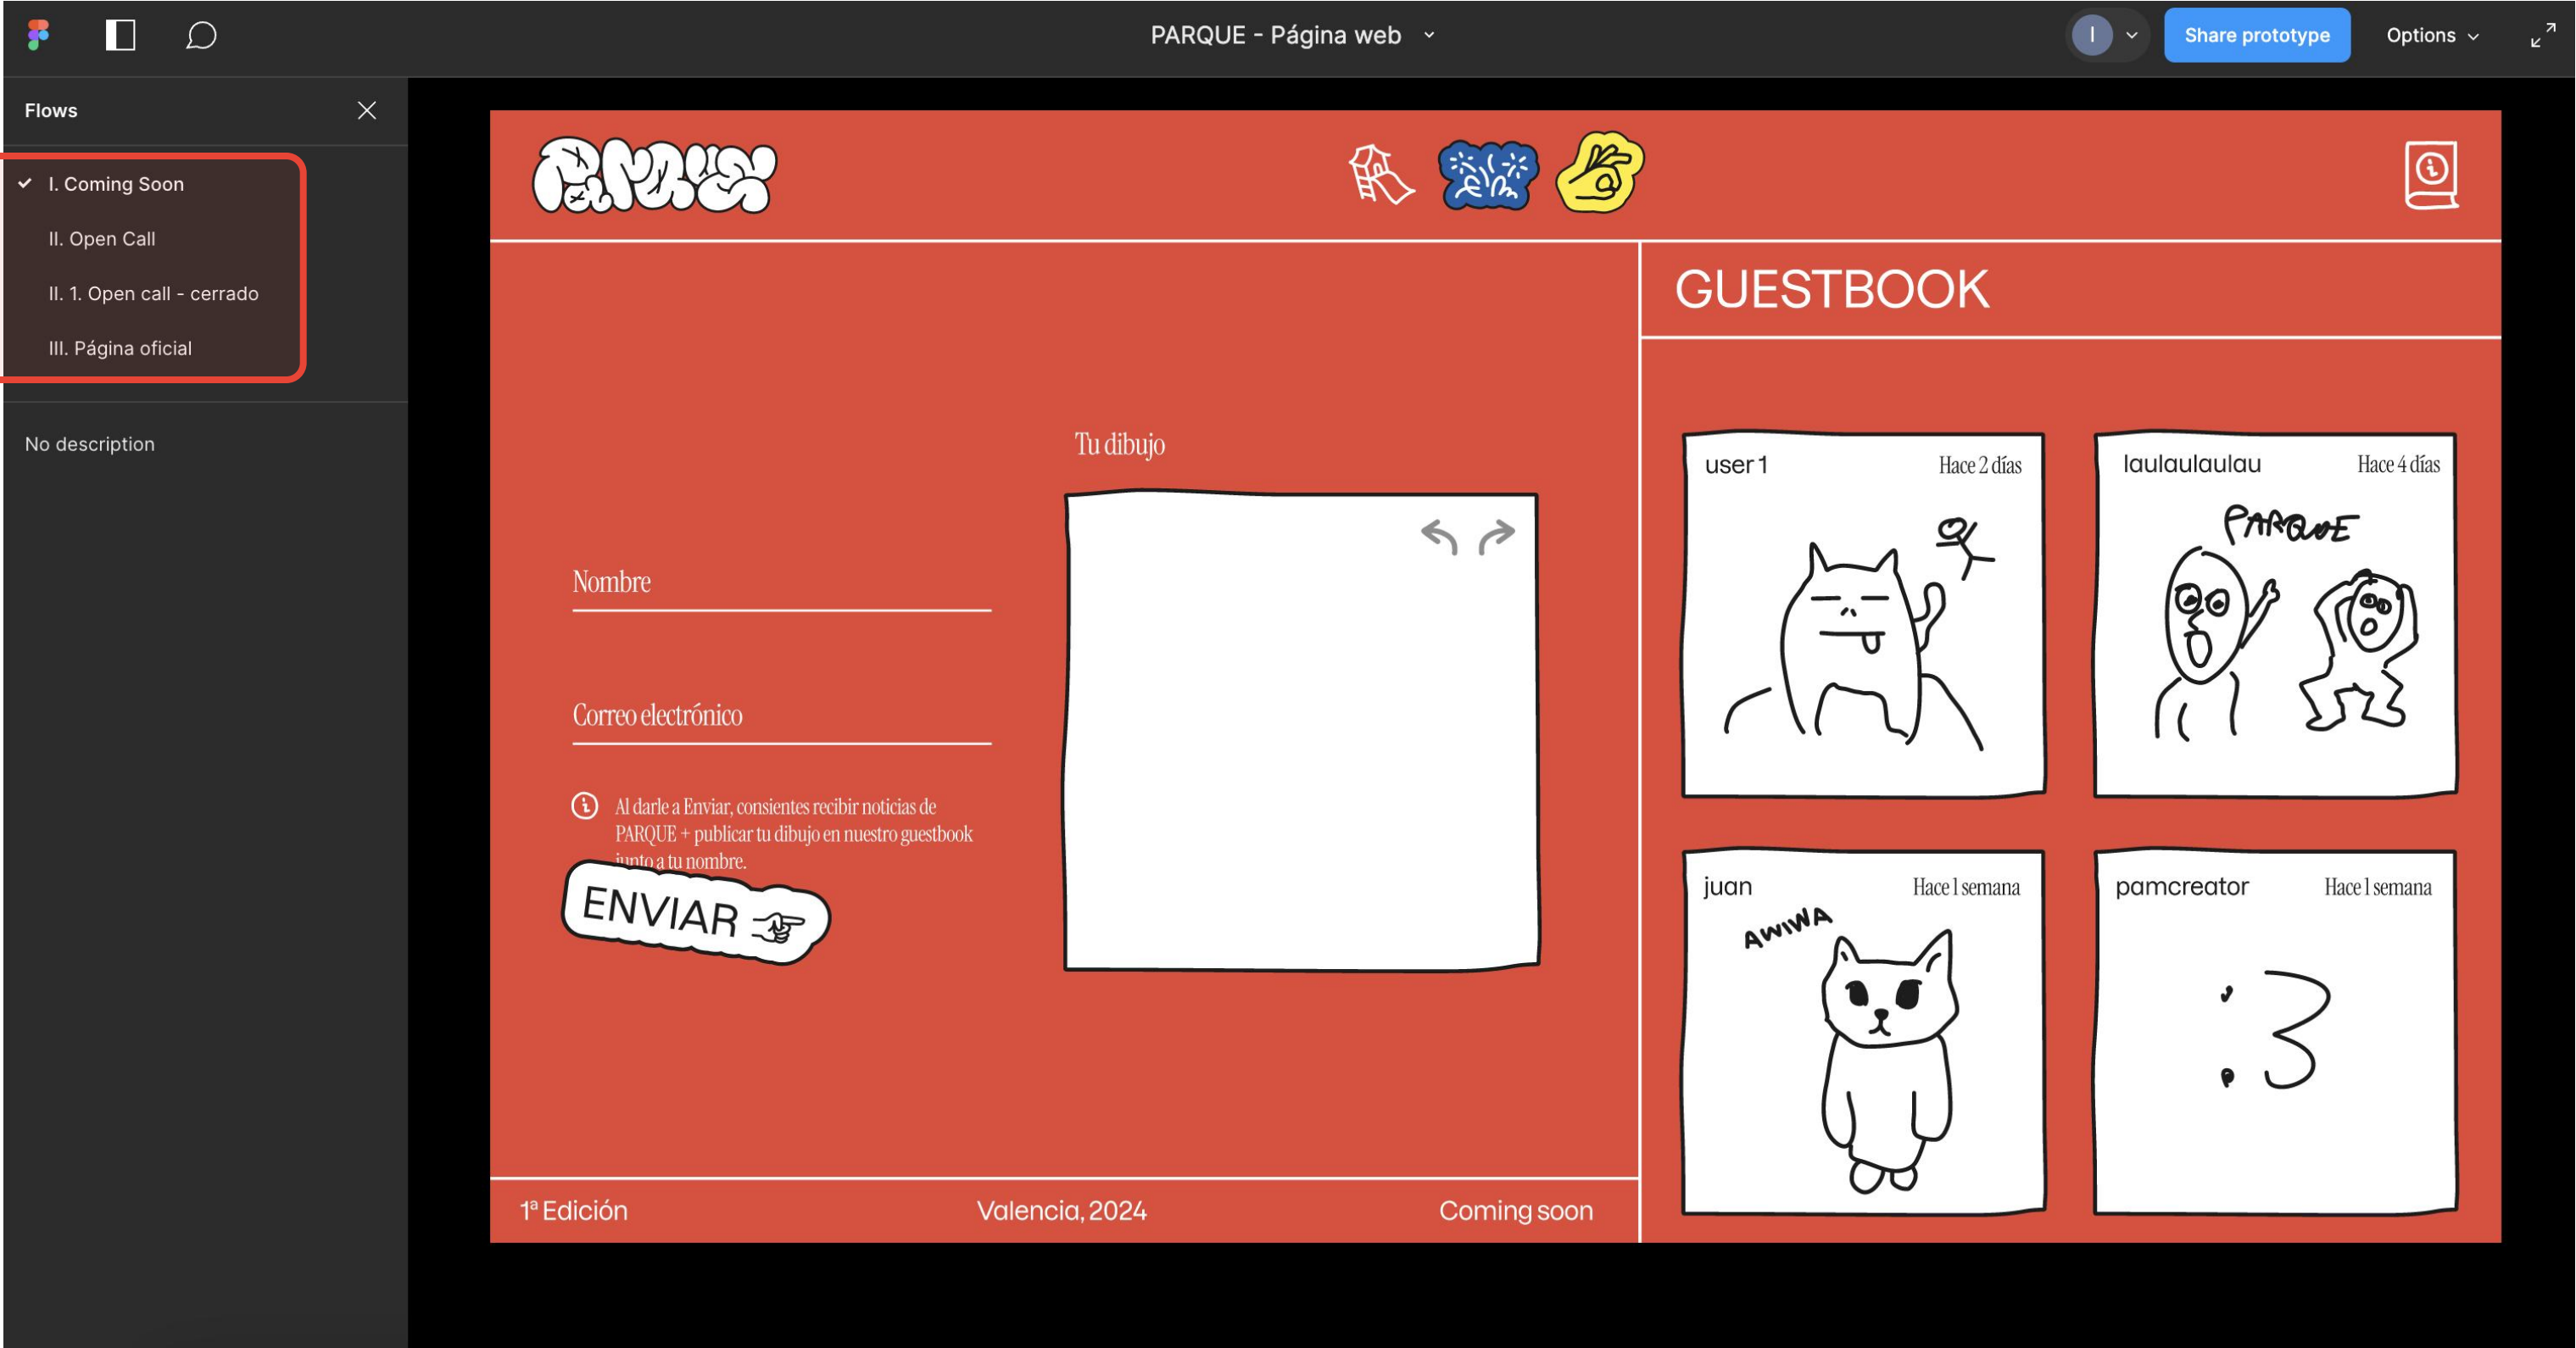 PARQUE - Página web
I
Share prototype
Options
Flows
I. Coming Soon
II. Open Call
II. 1. Open call - cerrado
III. Página oficial
No description
PARQUE
GUESTBOOK
Tu dibujo
Nombre
Correo electrónico
Al darle a Enviar, consientes recibir noticias de
PARQUE + publicar tu dibujo en nuestro guestbook
junto a tu nombre.
ENVIAR
user1
Hace 2 días
laulaulaulau
Hace 4 días
PARQUE
juan
Hace 1 semana
AWIWA
pamcreator
Hace 1 semana
:3
1ª Edición
Valencia, 2024
Coming soon